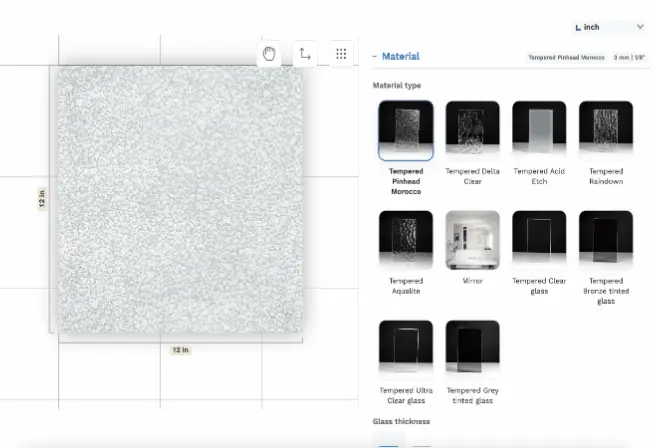 inch
− Material
Tempered Pinhead Morocco 3 mm | 1/8"
Material type
Tempered Pinhead Morocco
Tempered Delta Clear
Tempered Acid Etch
Tempered Raindown
12 in
Tempered Aqualite
Mirror
Tempered Clear glass
Tempered Bronze tinted glass
12 in
Tempered Ultra Clear glass
Tempered Grey tinted glass
Glass thickness